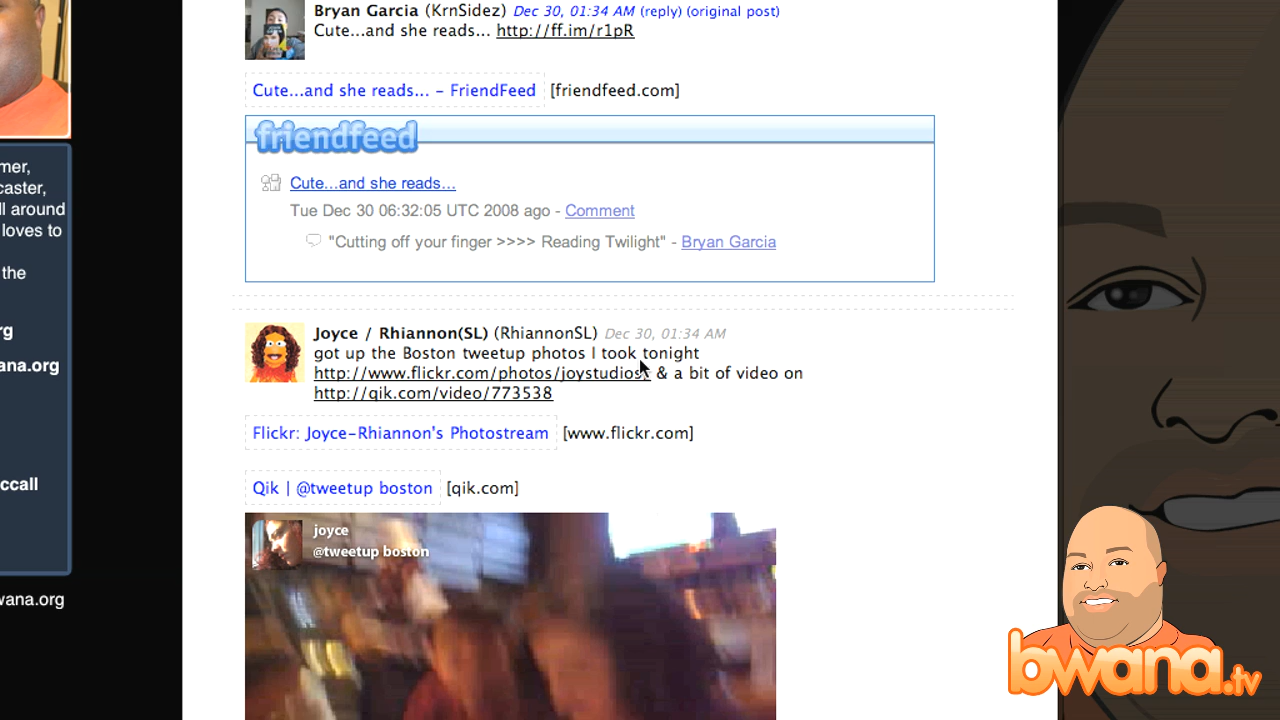 Bryan Garcia (KrnSidez) Dec 30, 01:34 AM (reply) (original post)
Cute...and she reads... http://ff.im/r1pR
Cute...and she reads... – FriendFeed [friendfeed.com]
friendfeed
Cute...and she reads...
Tue Dec 30 06:32:05 UTC 2008 ago - Comment
"Cutting off your finger >>>> Reading Twilight" - Bryan Garcia
Joyce / Rhiannon(SL) (RhiannonSL) Dec 30, 01:34 AM
got up the Boston tweetup photos I took tonight
http://www.flickr.com/photos/joystudios/ & a bit of video on
http://qik.com/video/773538
Flickr: Joyce-Rhiannon's Photostream [www.flickr.com]
Qik | @tweetup boston [qik.com]
joyce
@tweetup boston
mer,
caster,
ll around
loves to
the
rg
ana.org
ccall
wana.org
bwana.tv